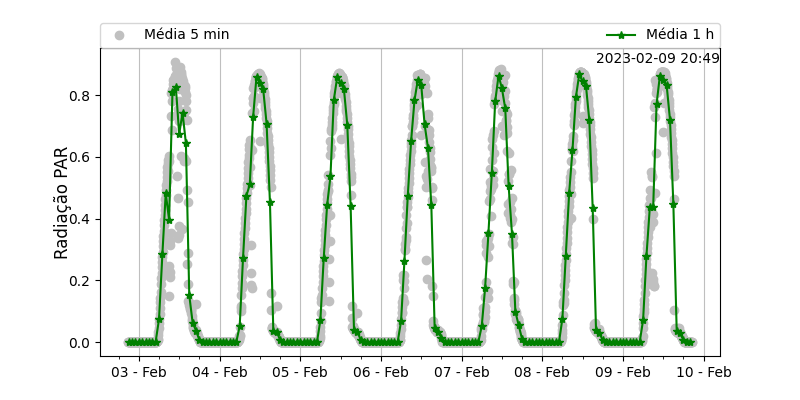 Média 5 min
Média 1 h
2023-02-09 20:49
Radiação PAR
0.8
0.6
0.4
0.2
0.0
03 - Feb
04 - Feb
05 - Feb
06 - Feb
07 - Feb
08 - Feb
09 - Feb
10 - Feb